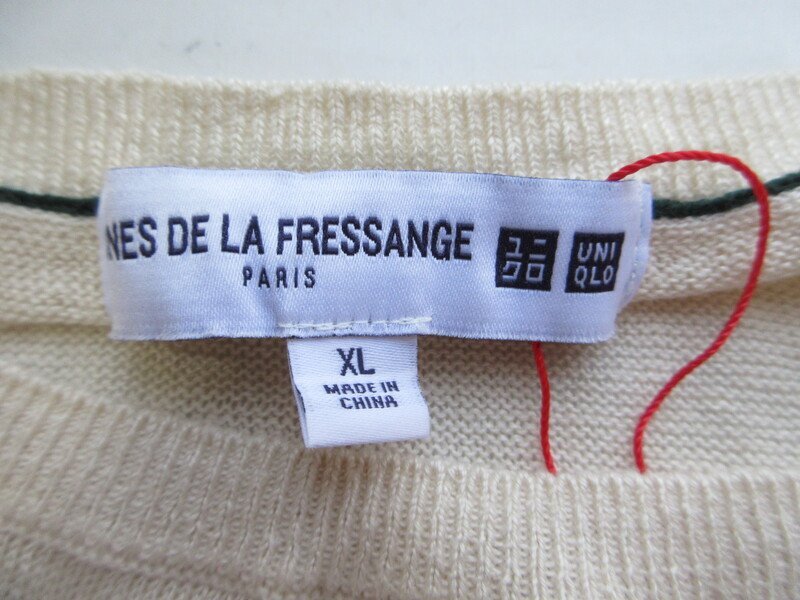 NES DE LA FRESSANGE
PARIS
ユニ
クロ
UNI
QLO
XL
MADE IN
CHINA